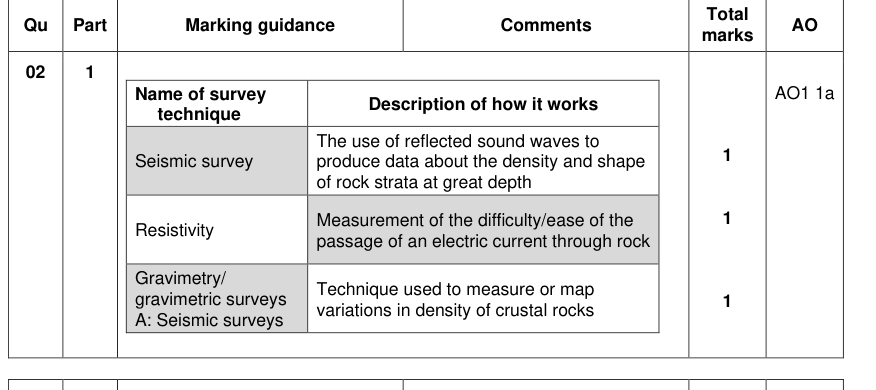 Qu Part Marking guidance Comments Total marks AO
02 1
AO1 1a
Name of survey technique
Description of how it works
Seismic survey
The use of reflected sound waves to
produce data about the density and shape
of rock strata at great depth
1
Resistivity
Measurement of the difficulty/ease of the
passage of an electric current through rock
1
Gravimetry/
gravimetric surveys
A: Seismic surveys
Technique used to measure or map
variations in density of crustal rocks
1